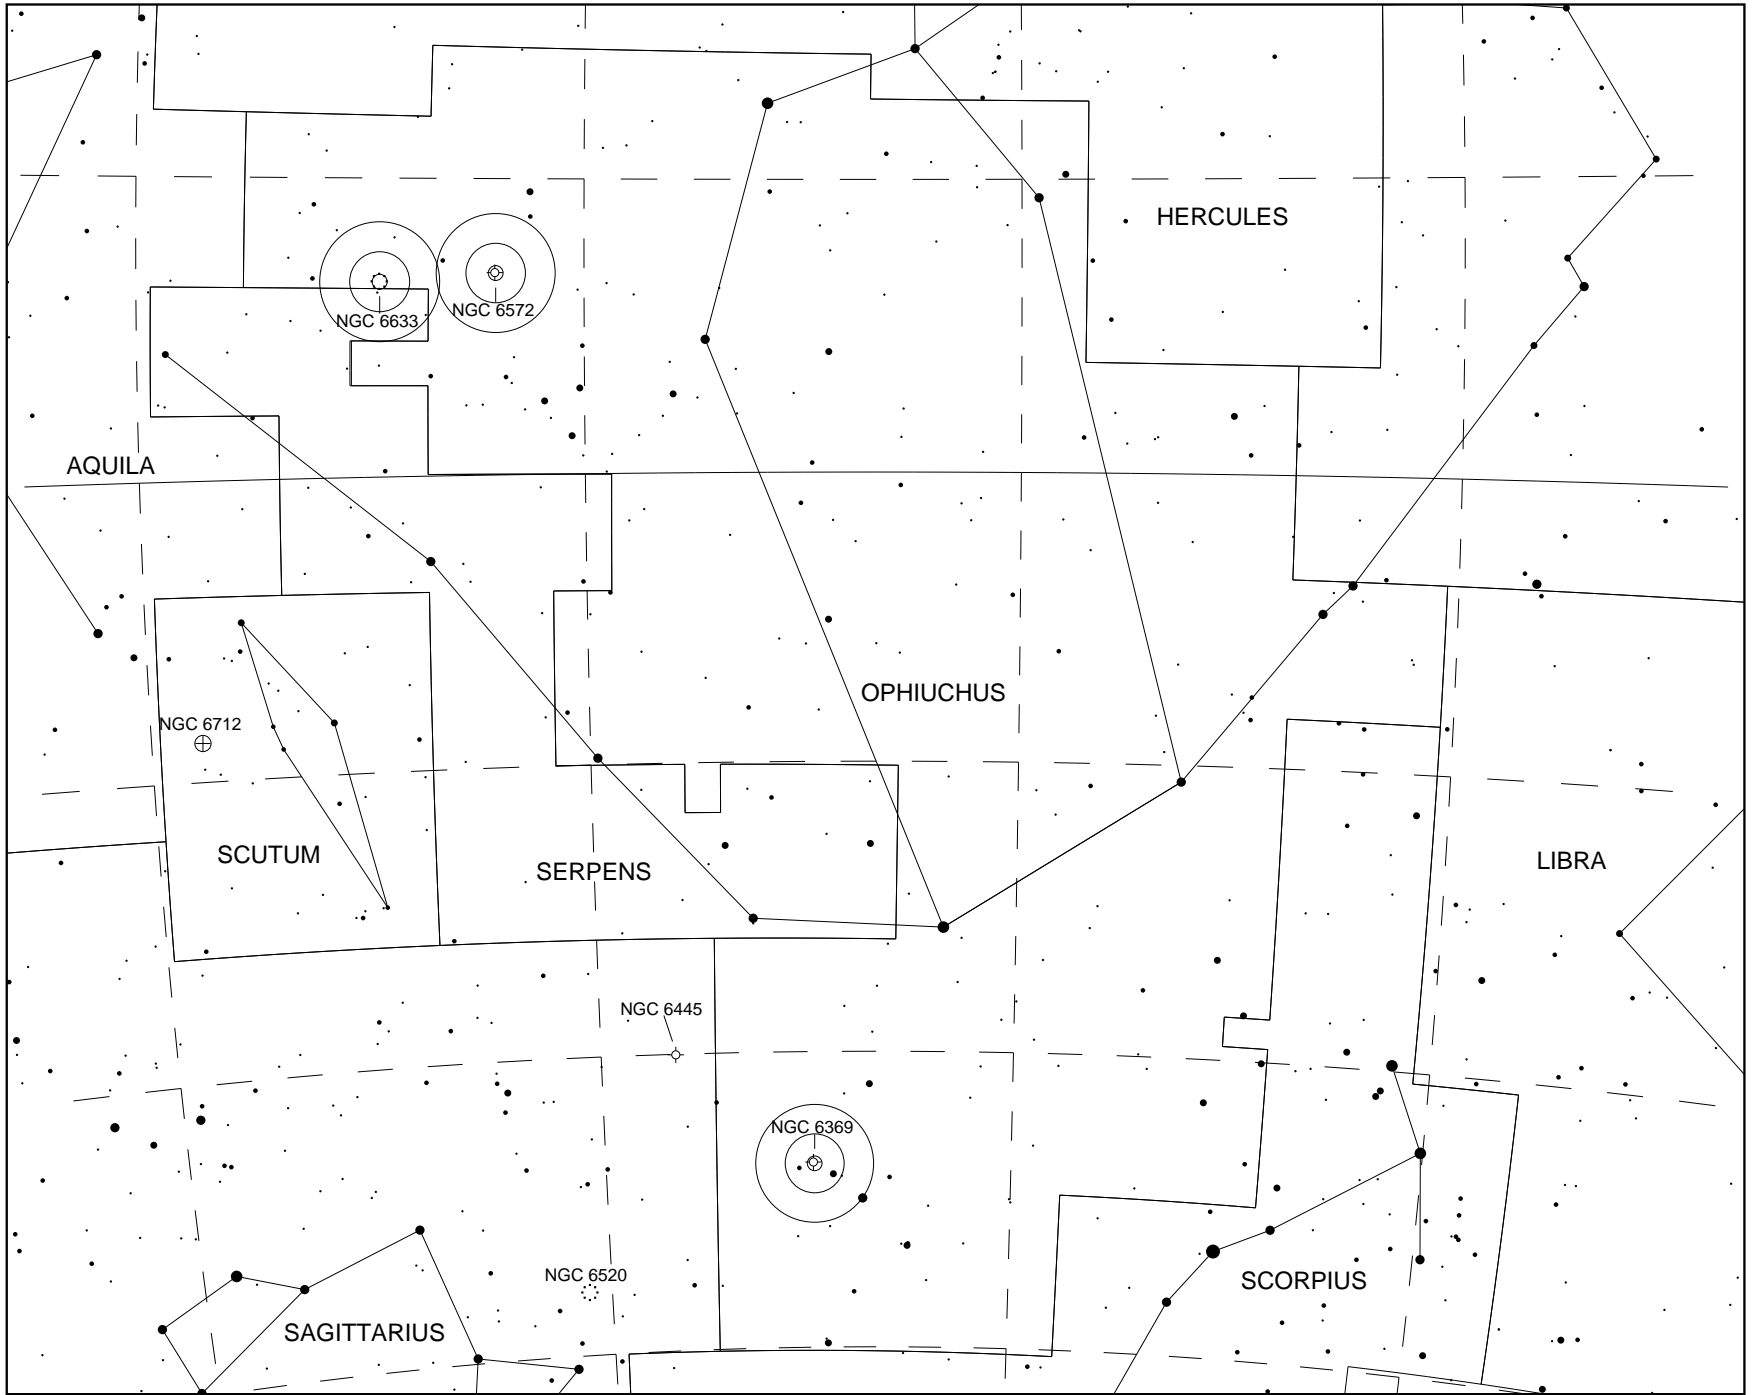 HERCULES
NGC 6572
NGC 6633
AQUILA
OPHIUCHUS
NGC 6712
SCUTUM
LIBRA
SERPENS
NGC 6445
NGC 6369
NGC 6520
SCORPIUS
SAGITTARIUS